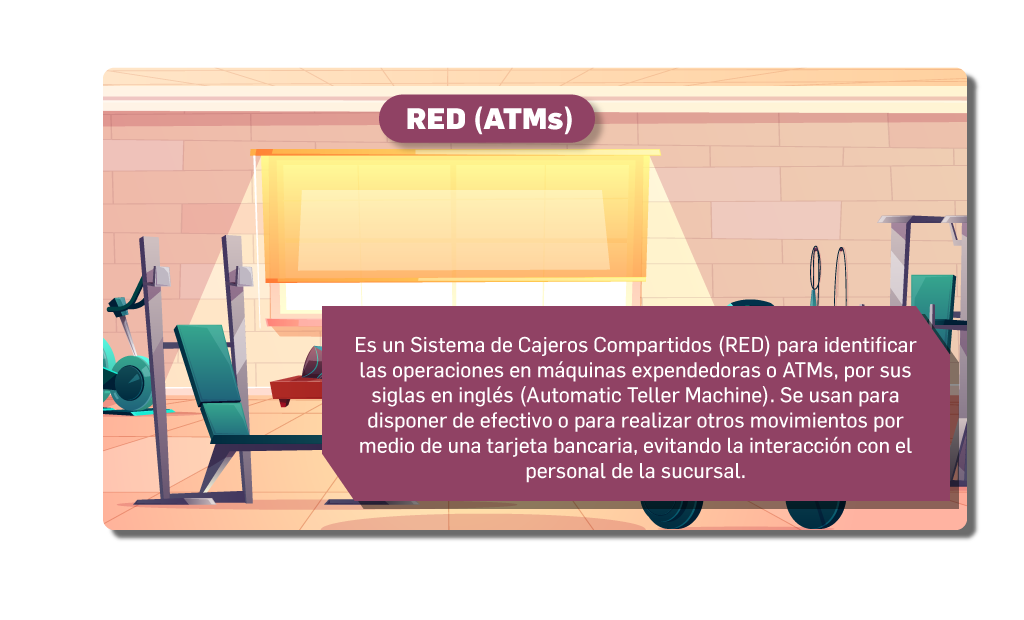 RED (ATMs)
Es un Sistema de Cajeros Compartidos (RED) para identificar
las operaciones en máquinas expendedoras o ATMs, por sus
siglas en inglés (Automatic Teller Machine). Se usan para
disponer de efectivo o para realizar otros movimientos por
medio de una tarjeta bancaria, evitando la interacción con el
personal de la sucursal.